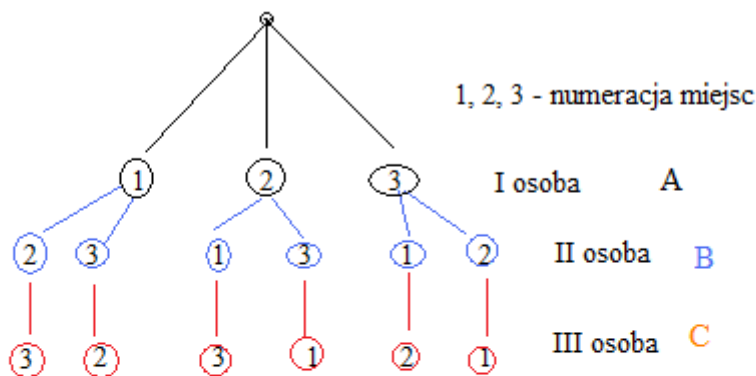 1, 2, 3 - numeracja miejsc
1 2 3 I osoba A
2 3 1 3 1 2 II osoba B
3 2 3 1 2 1 III osoba C